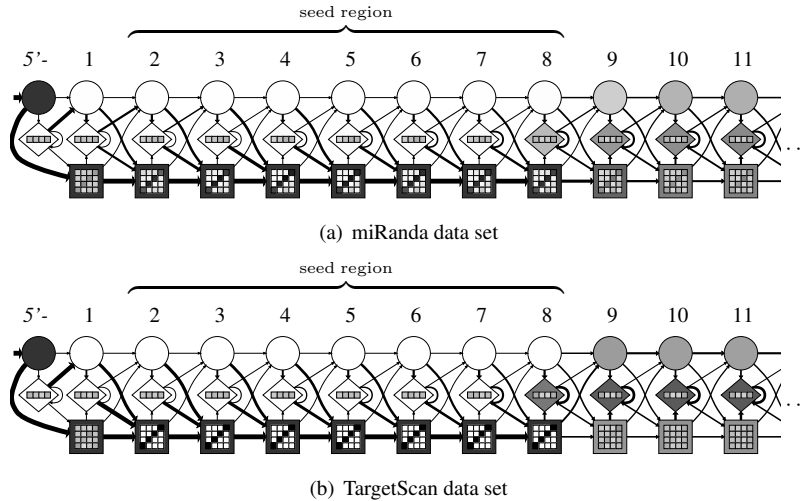 seed region
5'- 1 2 3 4 5 6 7 8 9 10 11
. .
(a) miRanda data set
seed region
5'- 1 2 3 4 5 6 7 8 9 10 11
. .
(b) TargetScan data set